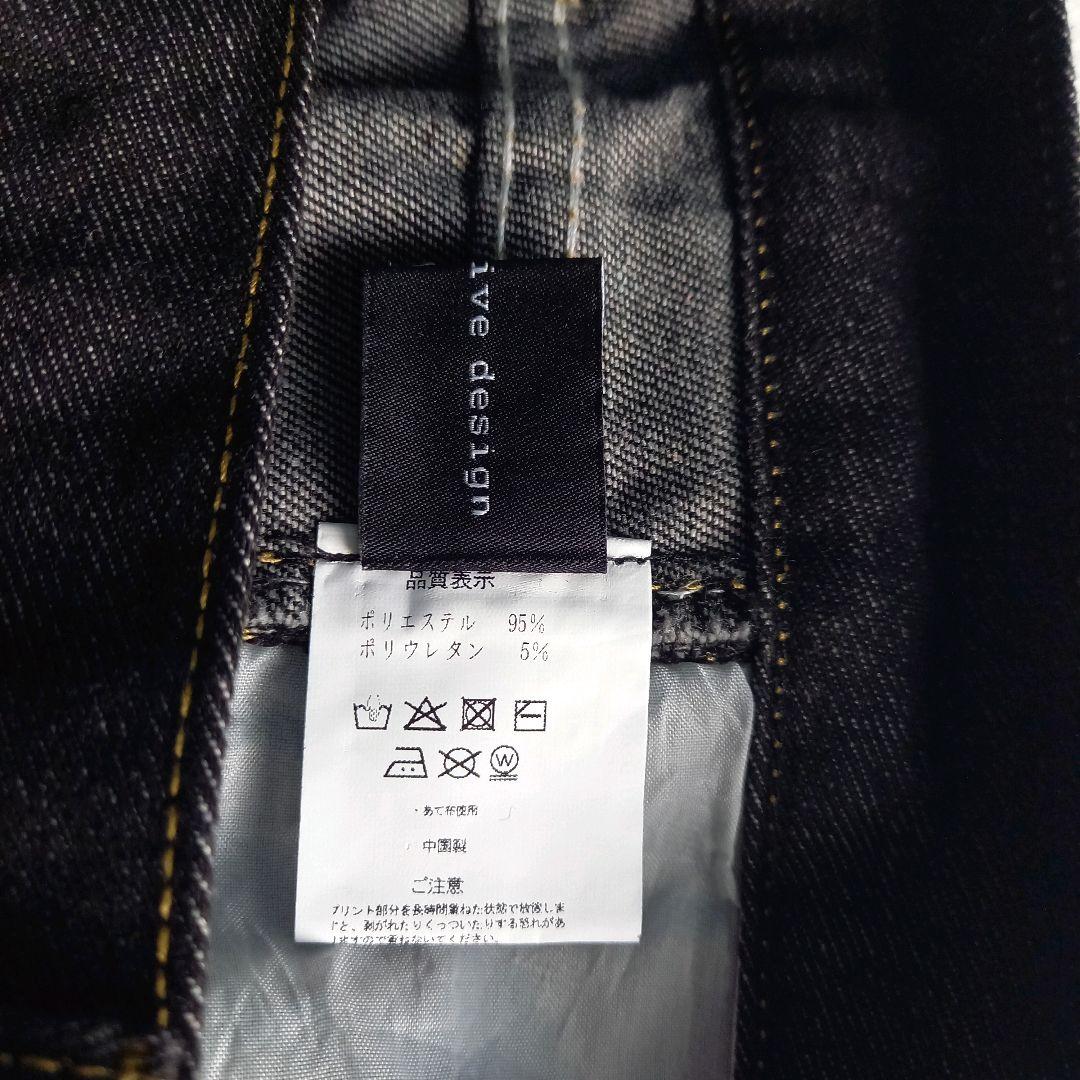 ive design
品質表示
ポリエステル 95%
ポリウレタン 5%
W
・あて布使用
中国製
ご注意
プリント部分を長時間重ねた状態で放置しま
すと、剥がれたりくっついたりする恐れがあ
りますので重ねないでください。